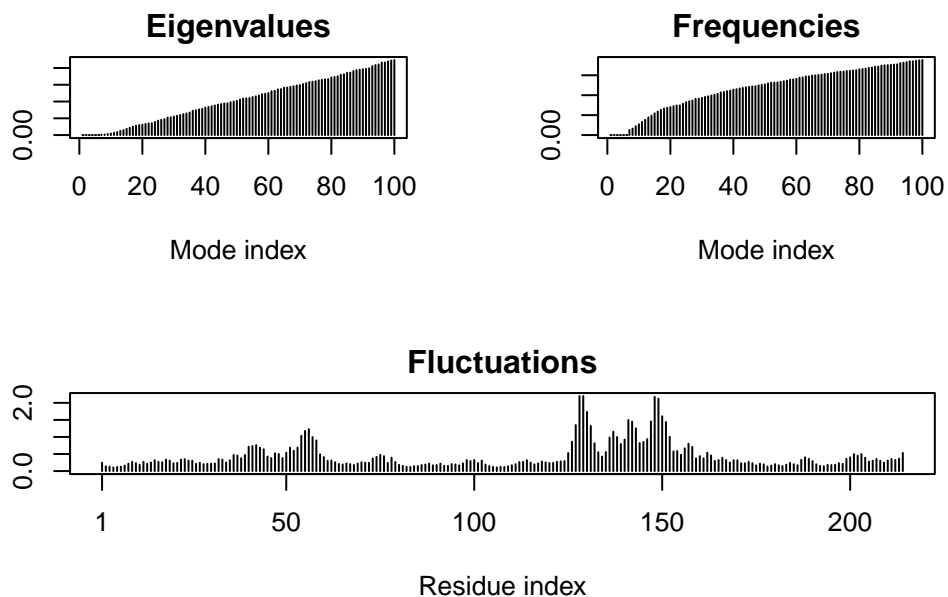 Eigenvalues
0.00
0 20 40 60 80 100
Mode index
Frequencies
0.00
0 20 40 60 80 100
Mode index
Fluctuations
2.0
0.0
1 50 100 150 200
Residue index